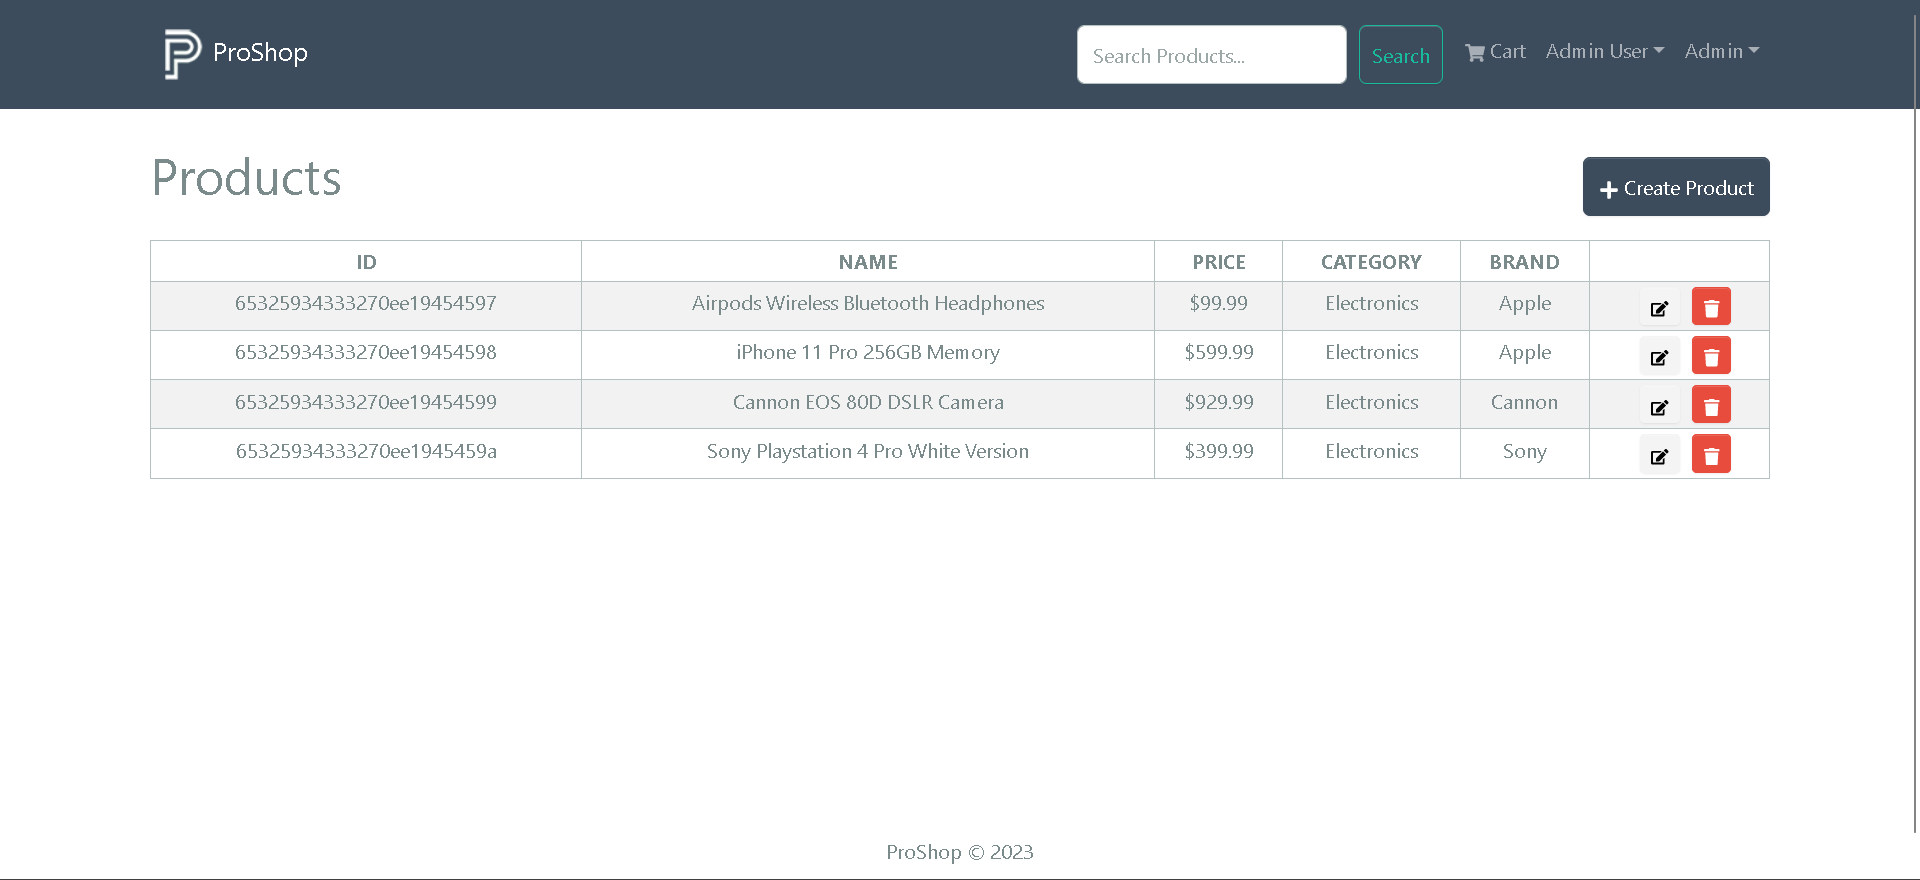 ProShop
Search Products...
Search
Cart
Admin User
Admin
Products
Create Product
ID NAME PRICE CATEGORY BRAND
65325934333270ee19454597 Airpods Wireless Bluetooth Headphones $99.99 Electronics Apple
65325934333270ee19454598 iPhone 11 Pro 256GB Memory $599.99 Electronics Apple
65325934333270ee19454599 Cannon EOS 80D DSLR Camera $929.99 Electronics Cannon
65325934333270ee1945459a Sony Playstation 4 Pro White Version $399.99 Electronics Sony
ProShop © 2023